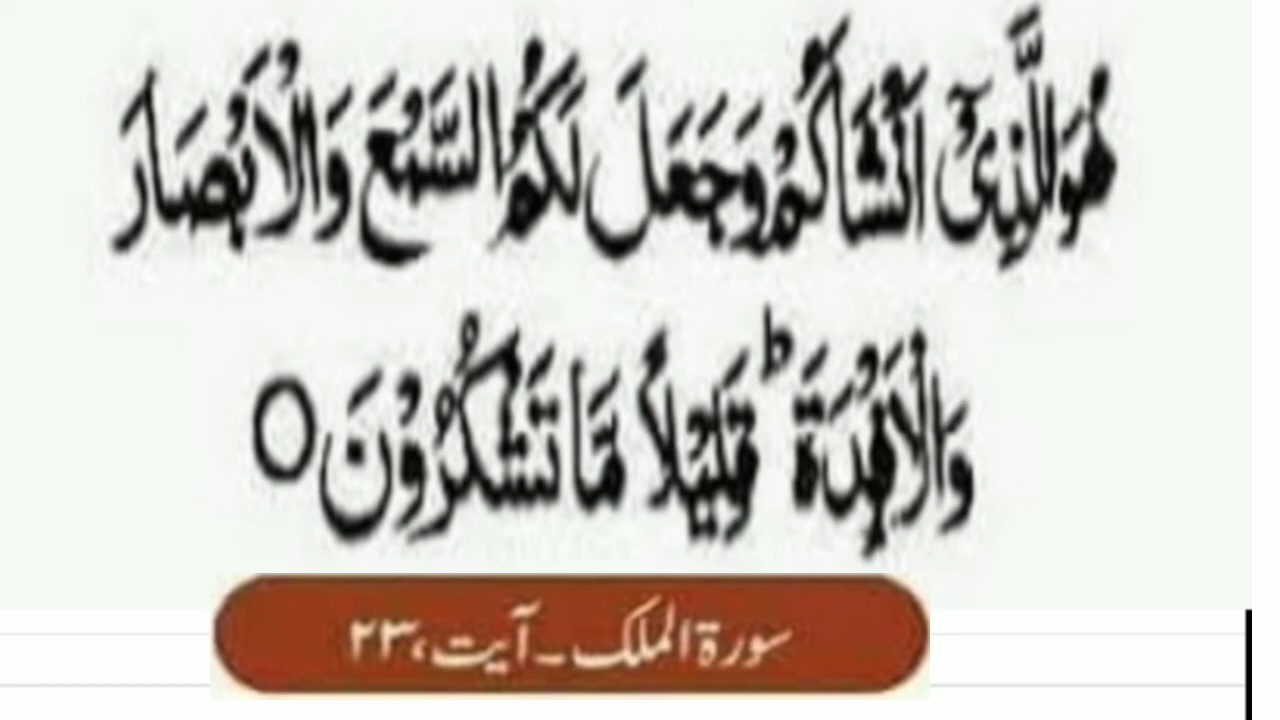 هُوَالَّذِىْٓ اَنْشَاَكُمْ وَجَعَلَ لَكُمُ السَّمْعَ وَالْاَبْصَارَ
وَالْاَفْئِدَةَ ؕ قَلِيْلًا مَّا تَشْكُرُوْنَ ○
سورۃ الملک ۔ آیت، ۲۳